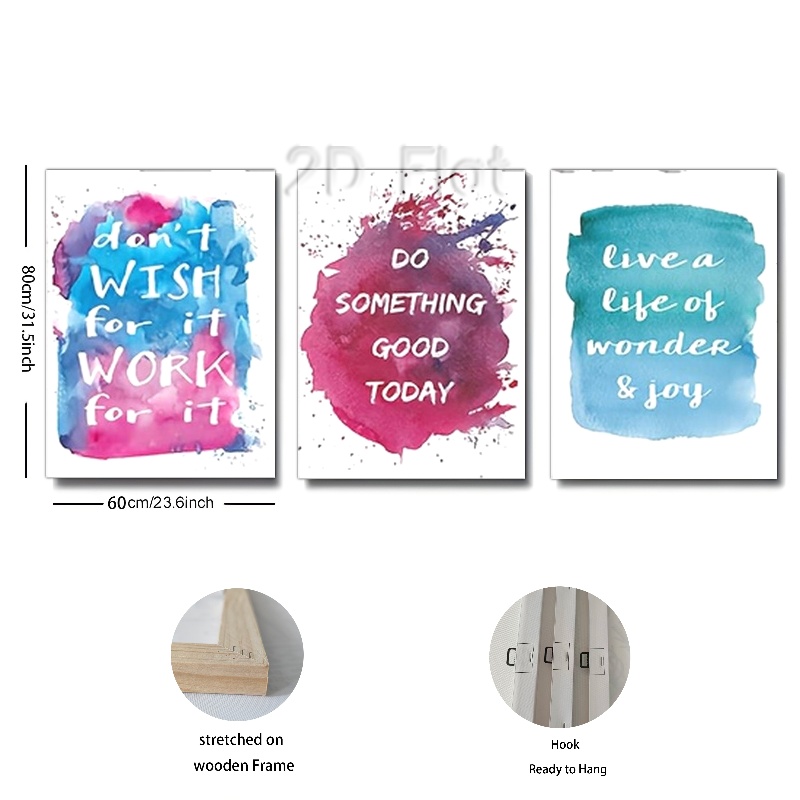 2D Flat
don't
WISH
for it
WORK
for it
DO
SOMETHING
GOOD
TODAY
live a
life of
wonder
& joy
80cm/31.5inch
60cm/23.6inch
stretched on
wooden Frame
Hook
Ready to Hang